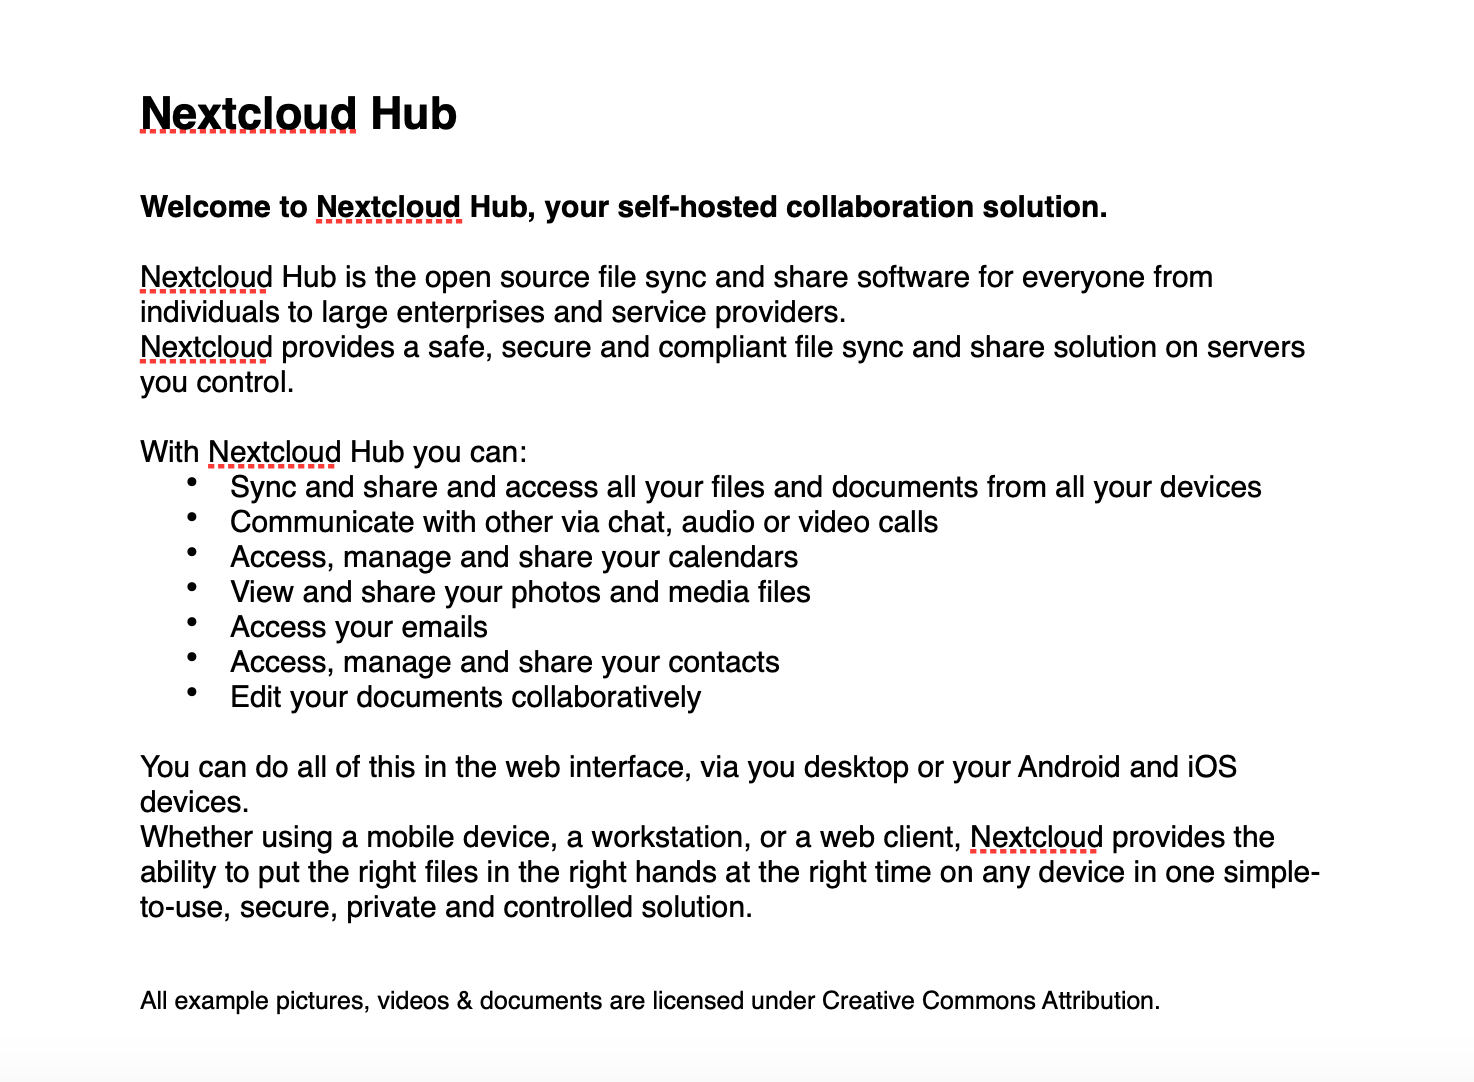 Nextcloud Hub
Welcome to Nextcloud Hub, your self-hosted collaboration solution.
Nextcloud Hub is the open source file sync and share software for everyone from
individuals to large enterprises and service providers.
Nextcloud provides a safe, secure and compliant file sync and share solution on servers
you control.
With Nextcloud Hub you can:
• Sync and share and access all your files and documents from all your devices
• Communicate with other via chat, audio or video calls
• Access, manage and share your calendars
• View and share your photos and media files
• Access your emails
• Access, manage and share your contacts
• Edit your documents collaboratively
You can do all of this in the web interface, via you desktop or your Android and iOS
devices.
Whether using a mobile device, a workstation, or a web client, Nextcloud provides the
ability to put the right files in the right hands at the right time on any device in one simple-
to-use, secure, private and controlled solution.
All example pictures, videos & documents are licensed under Creative Commons Attribution.